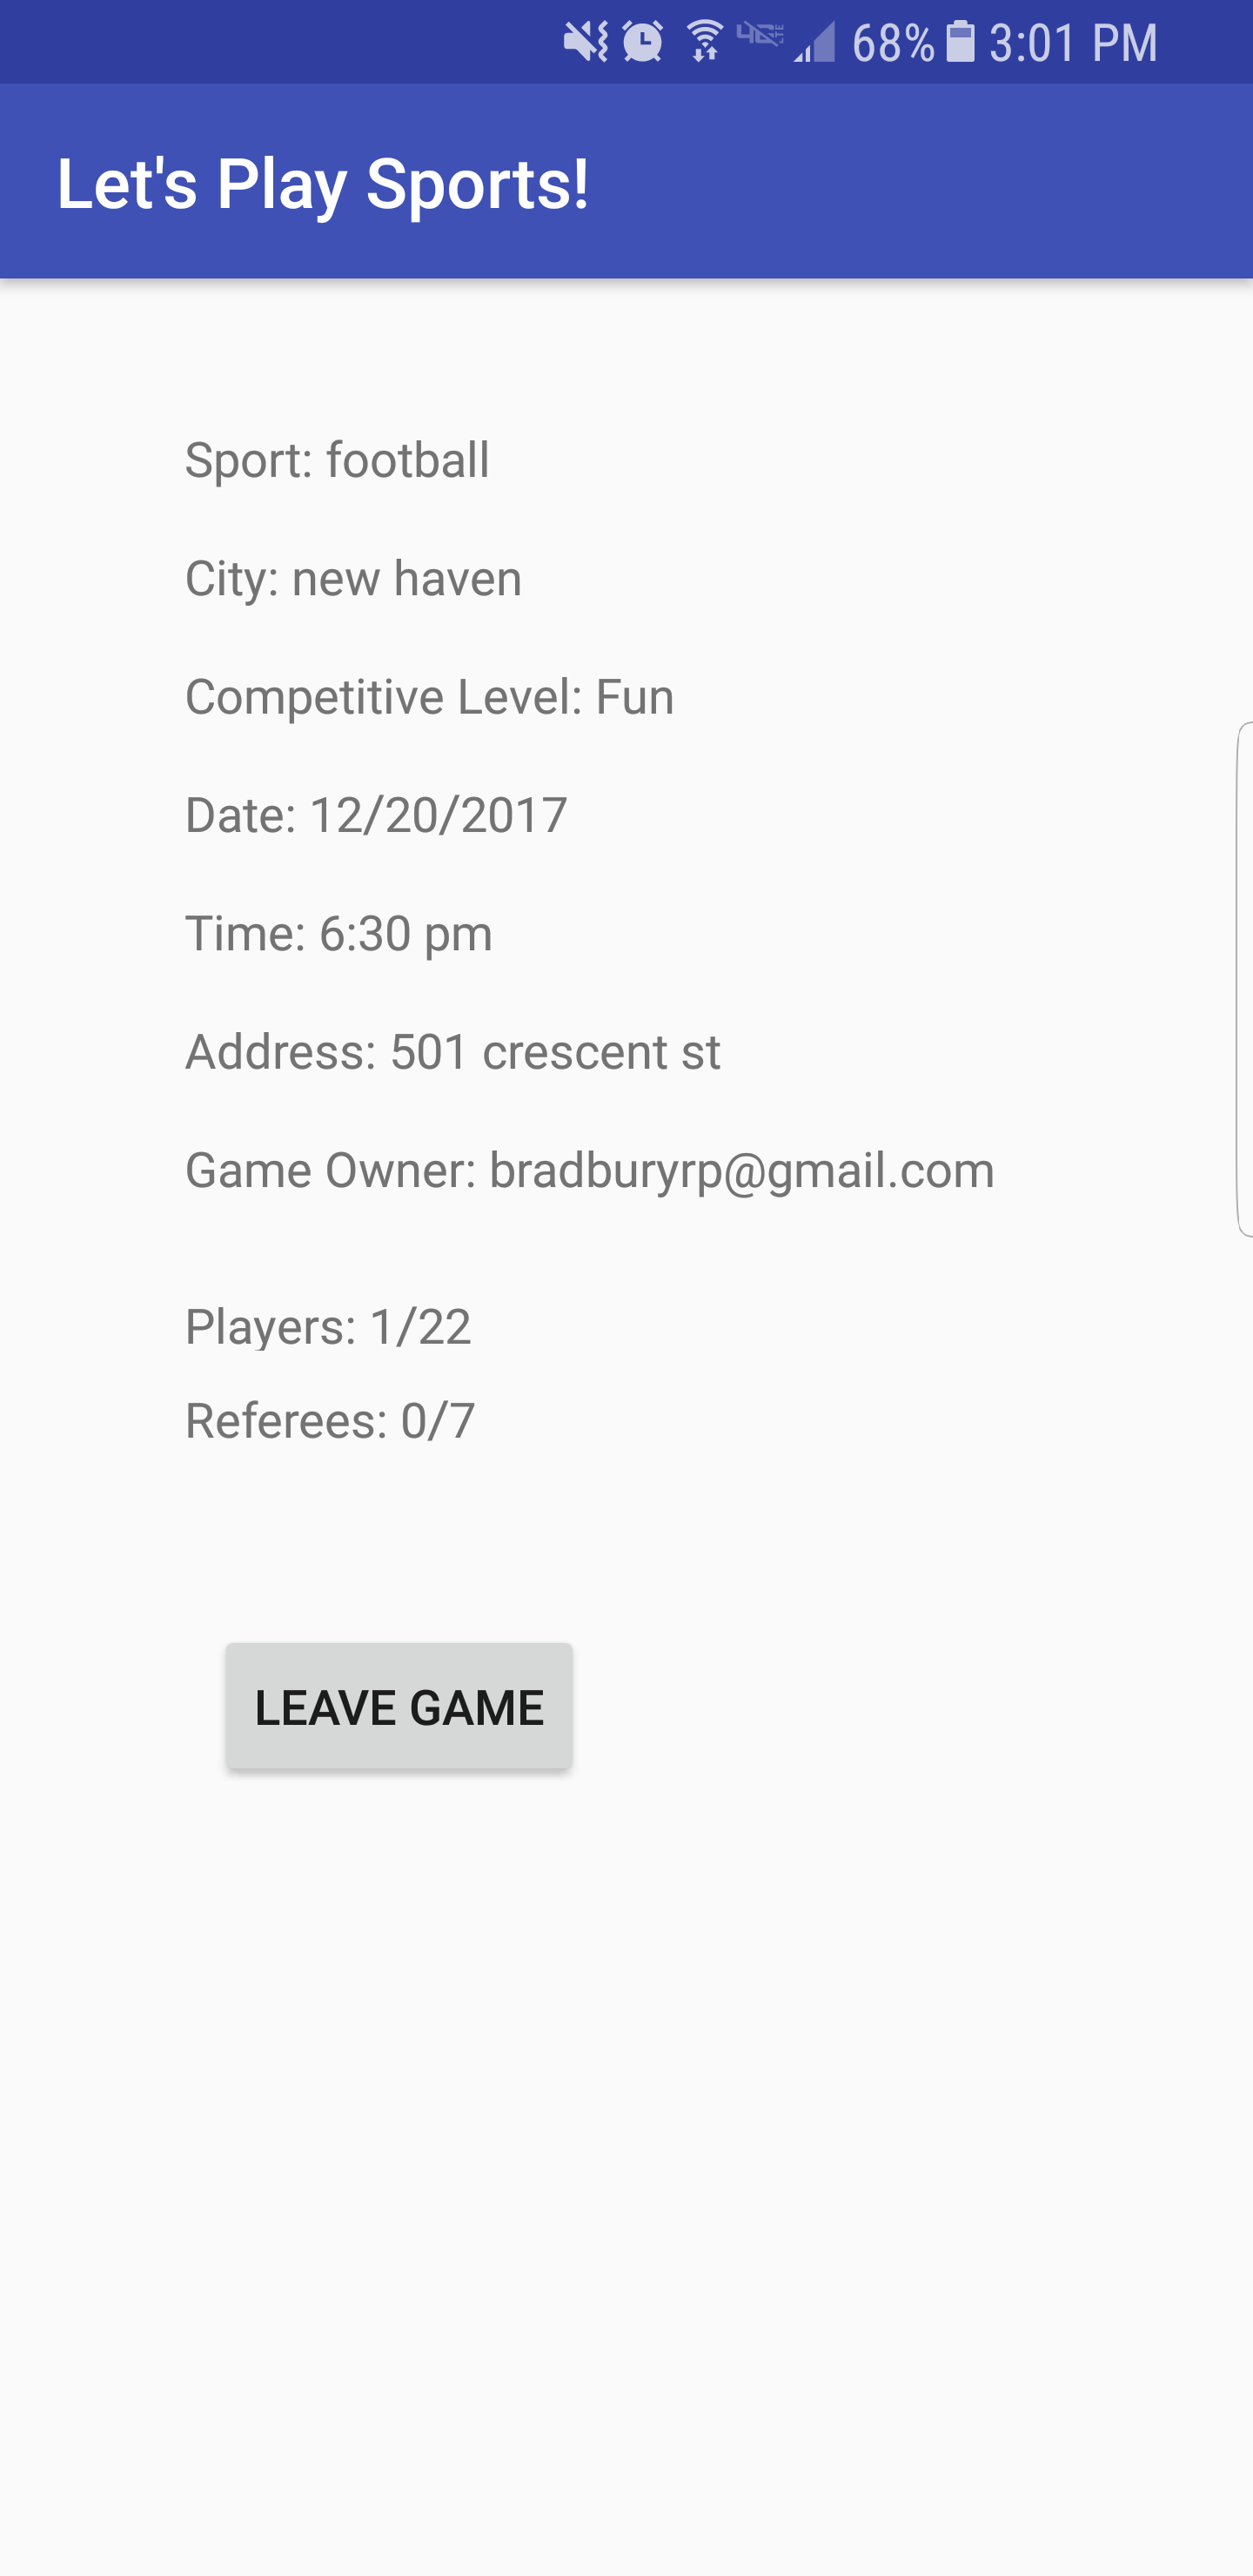 4G LTE 68% 3:01 PM
Let's Play Sports!
Sport: football
City: new haven
Competitive Level: Fun
Date: 12/20/2017
Time: 6:30 pm
Address: 501 crescent st
Game Owner: bradburyrp@gmail.com
Players: 1/22
Referees: 0/7
LEAVE GAME